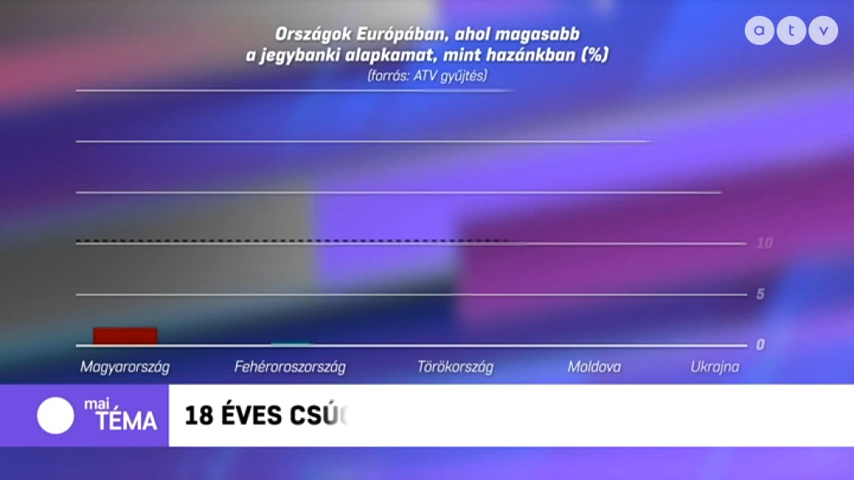 atv
Országok Európában, ahol magasabb
a jegybanki alapkamat, mint hazánkban (%)
(forrás: ATV gyűjtés)
10
5
0
Magyarország Fehéroroszország Törökország Moldova Ukrajna
mai
TÉMA
18 ÉVES